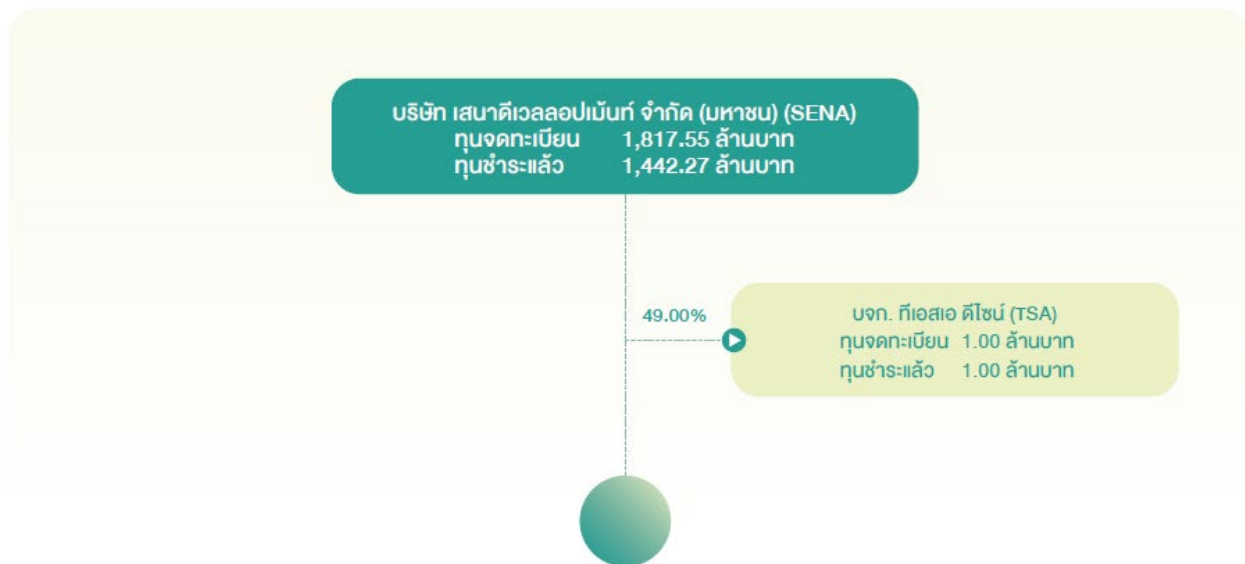 บริษัท เสนาดีเวลลอปเม้นท์ จำกัด (มหาชน) (SENA)
ทุนจดทะเบียน 1,817.55 ล้านบาท
ทุนชำระแล้ว 1,442.27 ล้านบาท
49.00%
บจก. ทีเอสเอ ดีไซน์ (TSA)
ทุนจดทะเบียน 1.00 ล้านบาท
ทุนชำระแล้ว 1.00 ล้านบาท